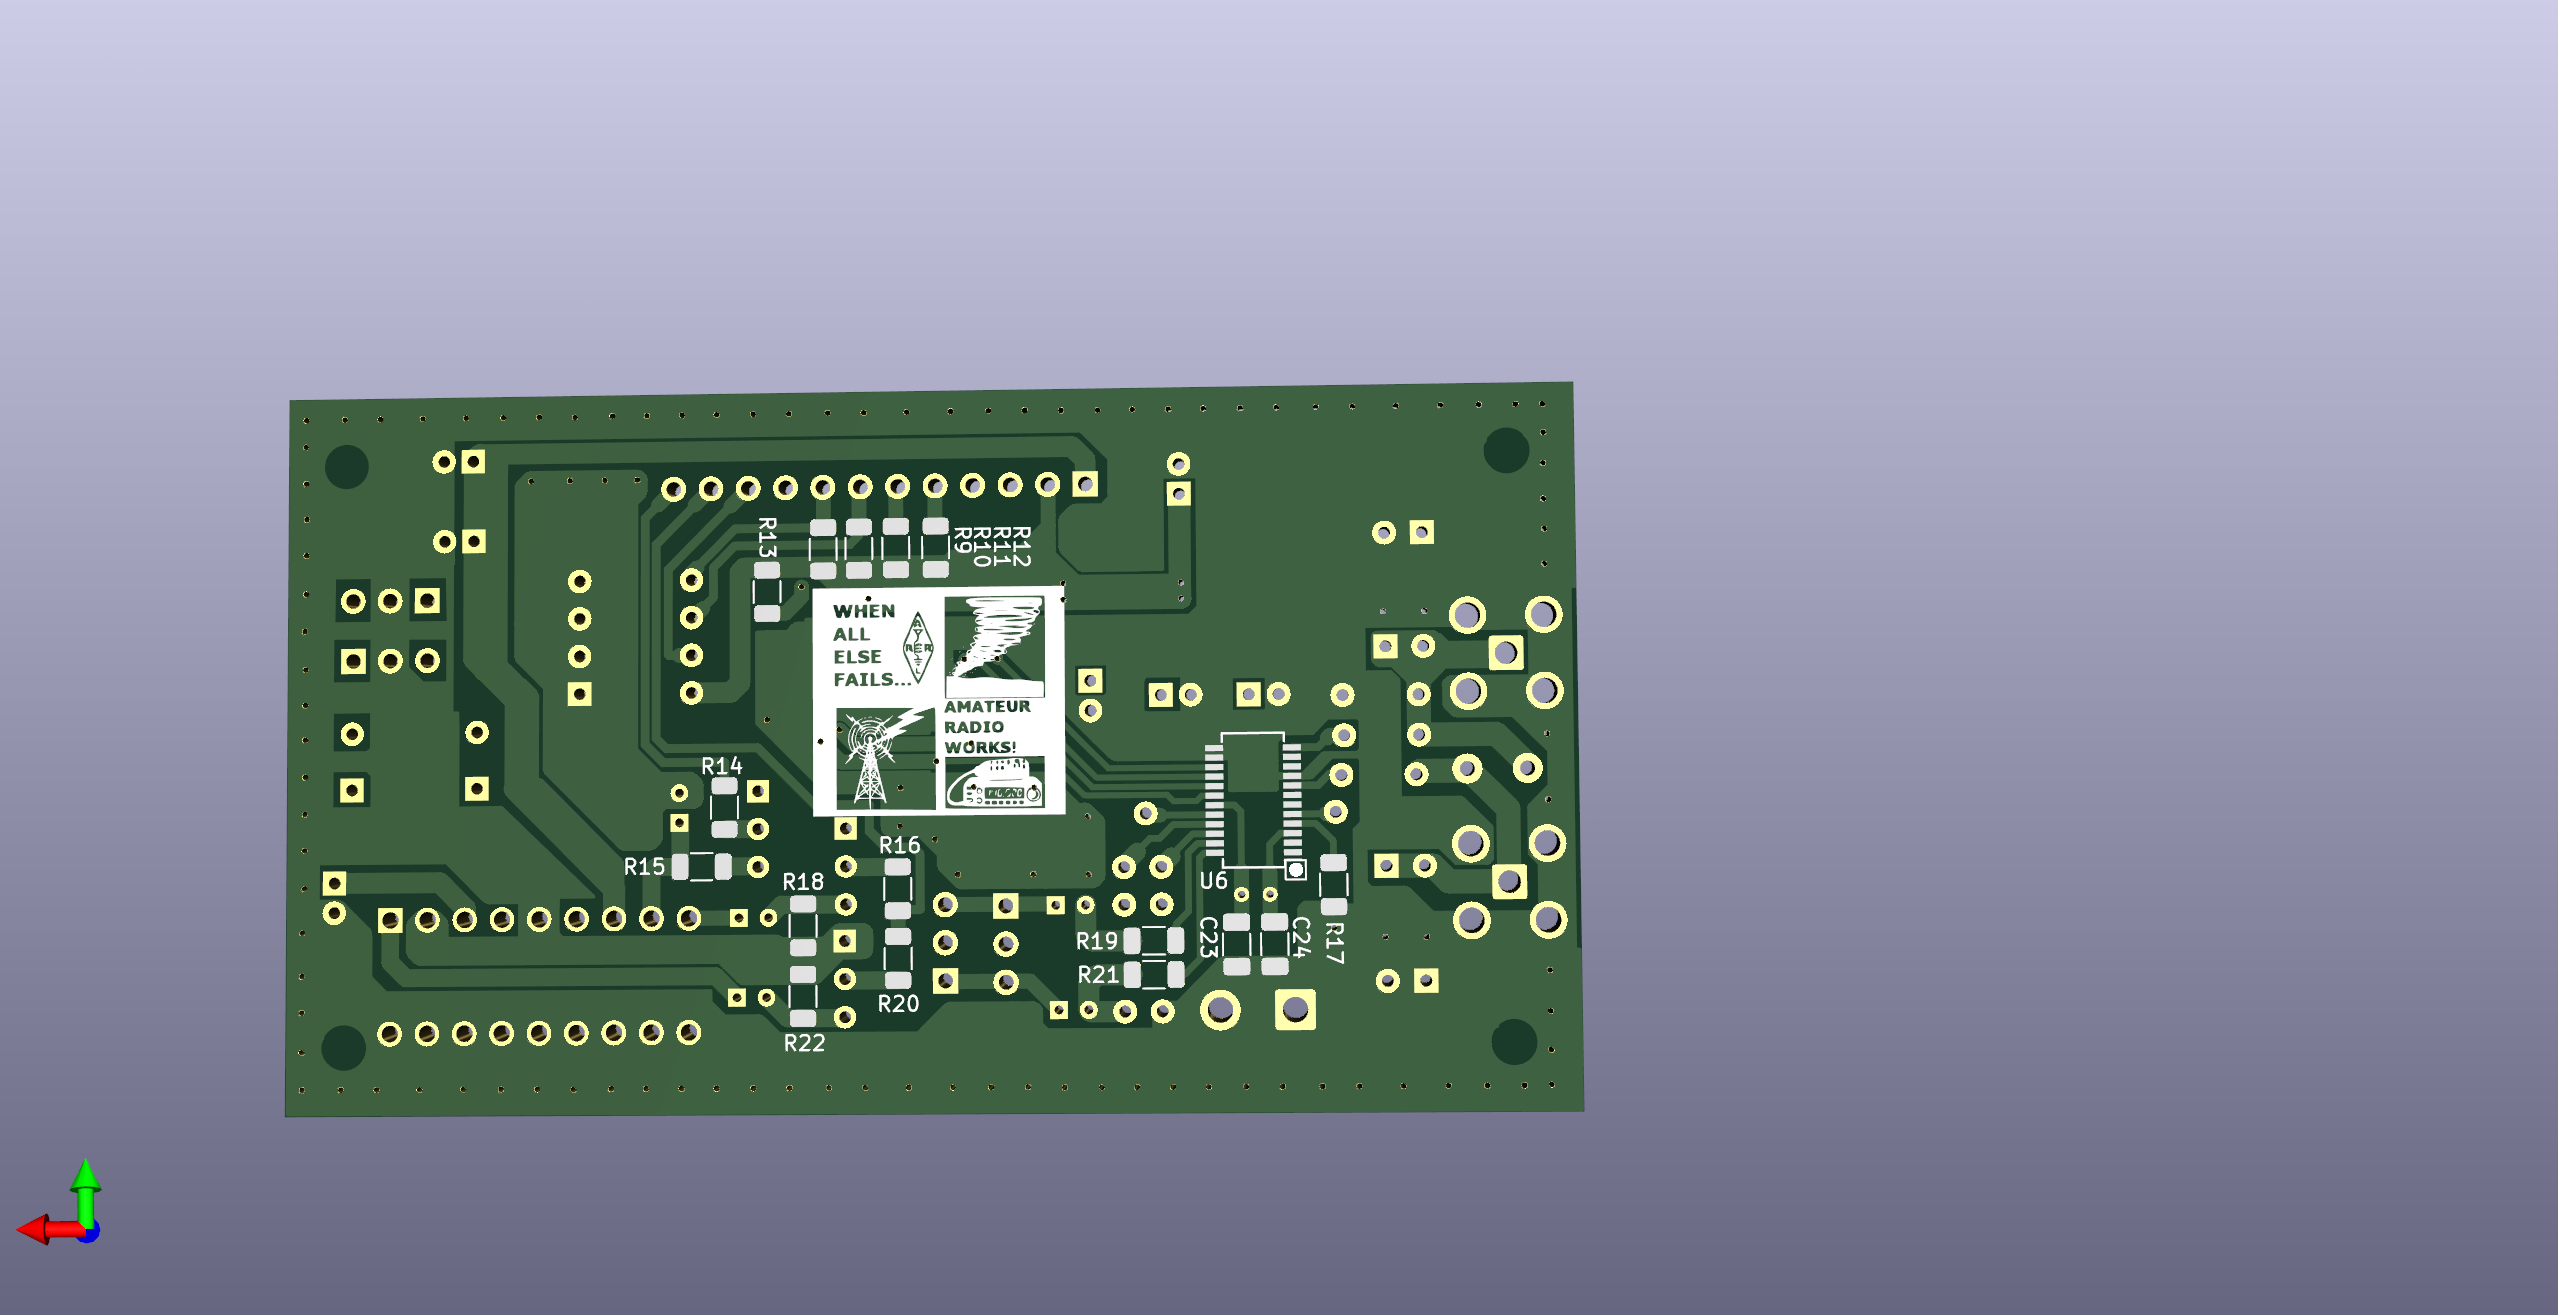 R13
R9
R10
R11
R12
WHEN
ALL
ELSE
FAILS...
ARRL
AMATEUR
RADIO
WORKS!
R14
R15
R16
R18
U6
R19
R21
C23
C24
R17
R20
R22